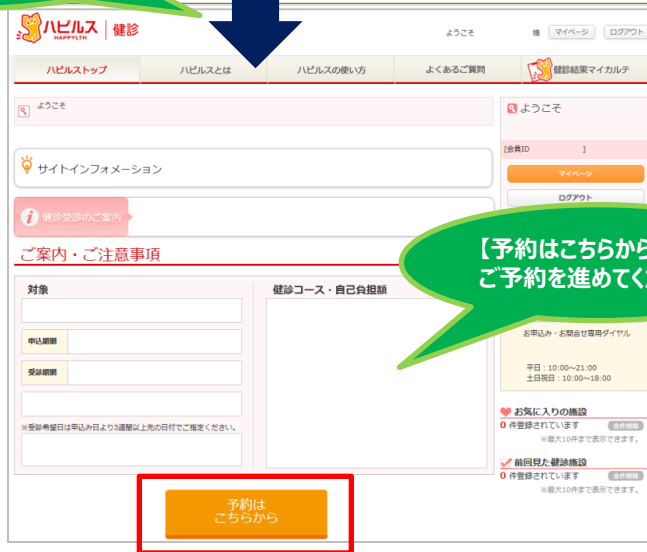 ハピルス 健診
HAPPYLTH
ようこそ
様
マイページ
ログアウト
ハピルストップ
ハピルスとは
ハピルスの使い方
よくあるご質問
健診結果マイカルテ
ようこそ
サイトインフォメーション
健診受診のご案内
ご案内・ご注意事項
対象
申込期間
受診期間
※受診希望日は申込み日より3週間以上先の日付でご指定ください。
健診コース・自己負担額
予約は
こちらから
ようこそ
[会員ID ]
マイページ
ログアウト
【予約はこちらから
ご予約を進めてく
お申込み・お問合せ専用ダイヤル
平日:10:00~21:00
土日祝日:10:00~18:00
お気に入りの施設
0 件登録されています 全件削除
※最大10件まで表示できます。
前回見た健診施設
0 件登録されています 全件削除
※最大10件まで表示できます。